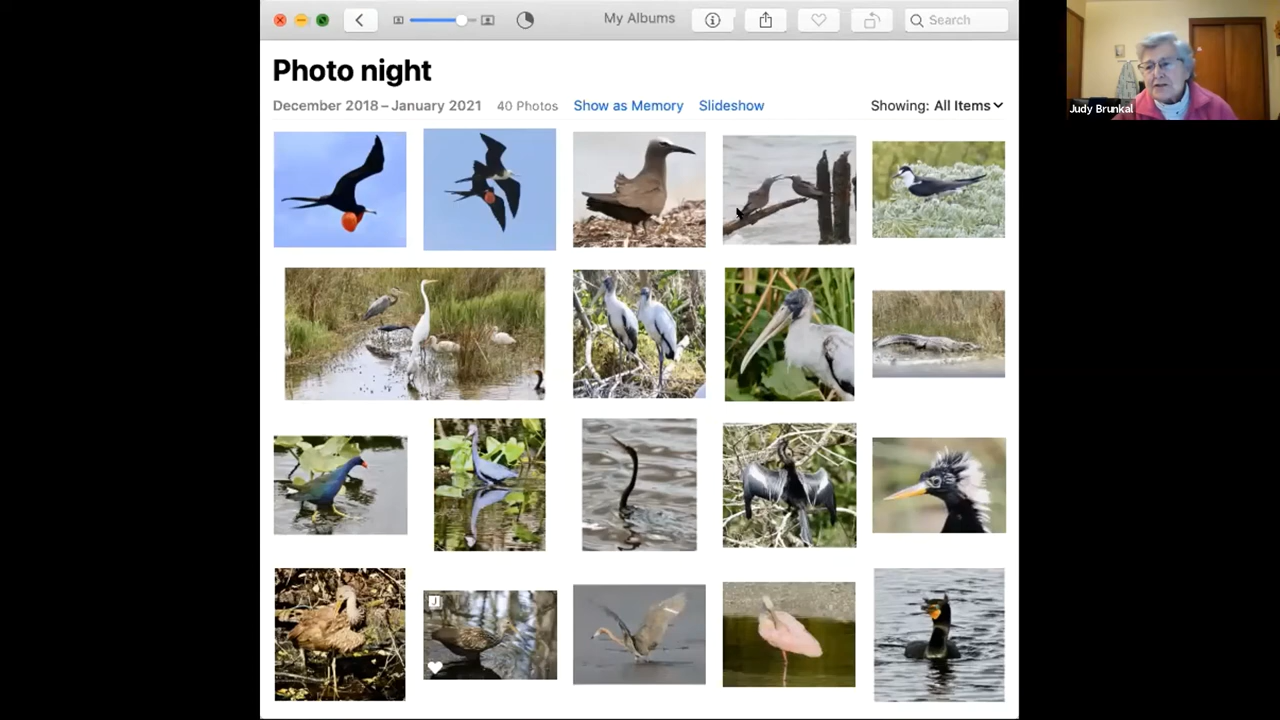 My Albums
Search
Photo night
December 2018 – January 2021 40 Photos Show as Memory Slideshow Showing: All Items
Judy Brunkal
J